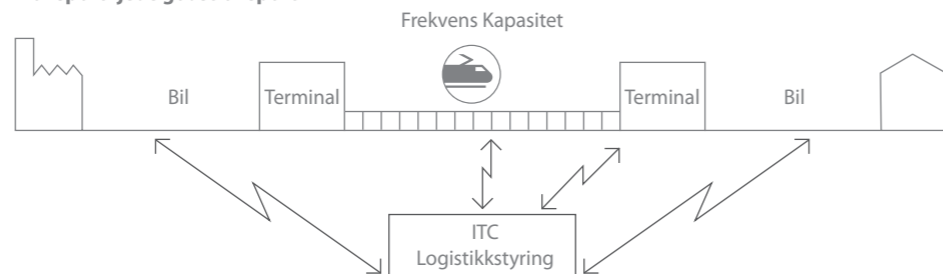 Frekvens Kapasitet
Bil
Terminal
Terminal
Bil
ITC
Logistikkstyring